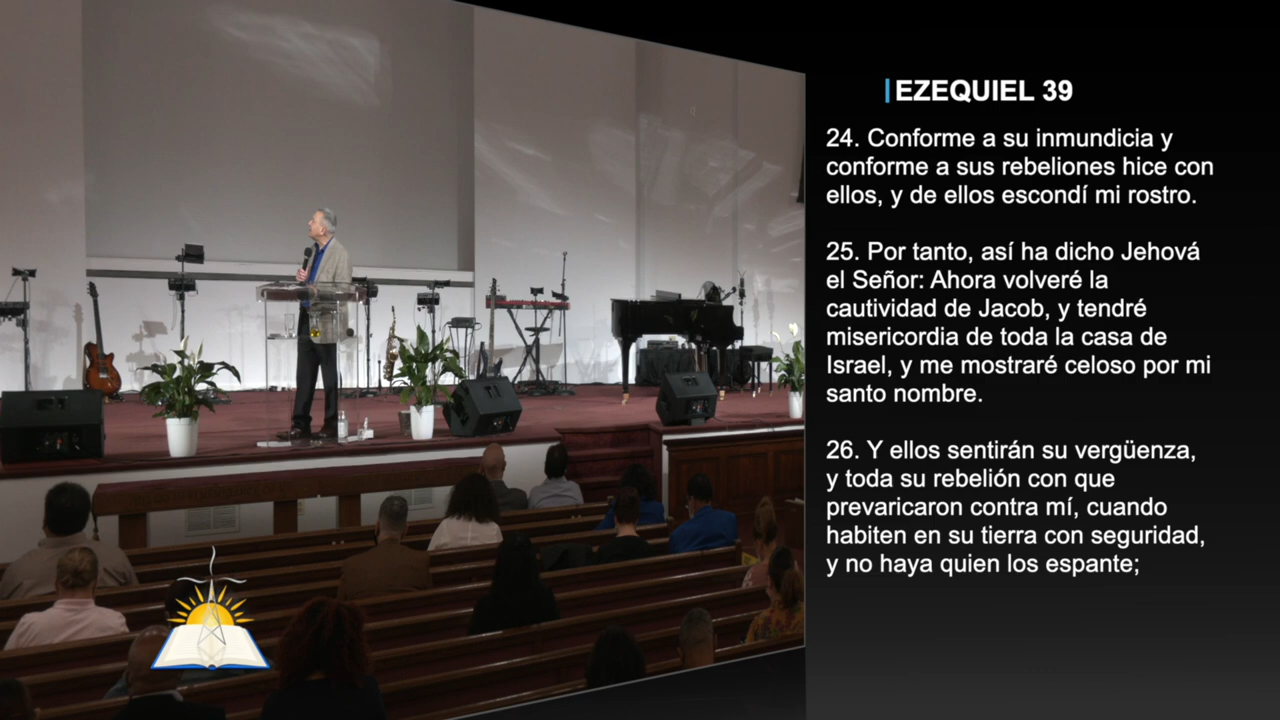 EZEQUIEL 39
24. Conforme a su inmundicia y
conforme a sus rebeliones hice con
ellos, y de ellos escondí mi rostro.
25. Por tanto, así ha dicho Jehová
el Señor: Ahora volveré la
cautividad de Jacob, y tendré
misericordia de toda la casa de
Israel, y me mostraré celoso por mi
santo nombre.
26. Y ellos sentirán su vergüenza,
y toda su rebelión con que
prevaricaron contra mí, cuando
habiten en su tierra con seguridad,
y no haya quien los espante;